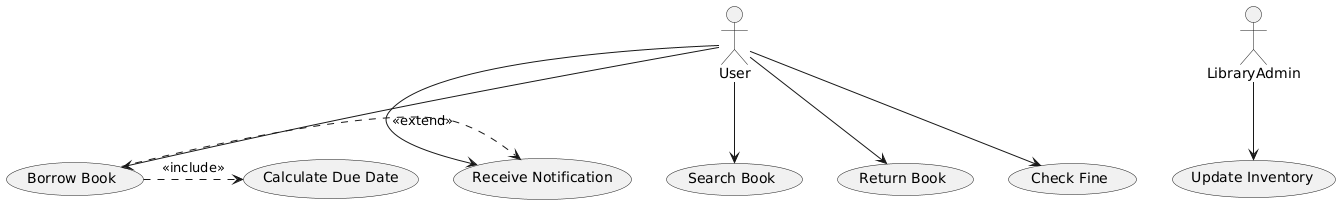 User
LibraryAdmin
«extend»
«include»
Borrow Book
Calculate Due Date
Receive Notification
Search Book
Return Book
Check Fine
Update Inventory